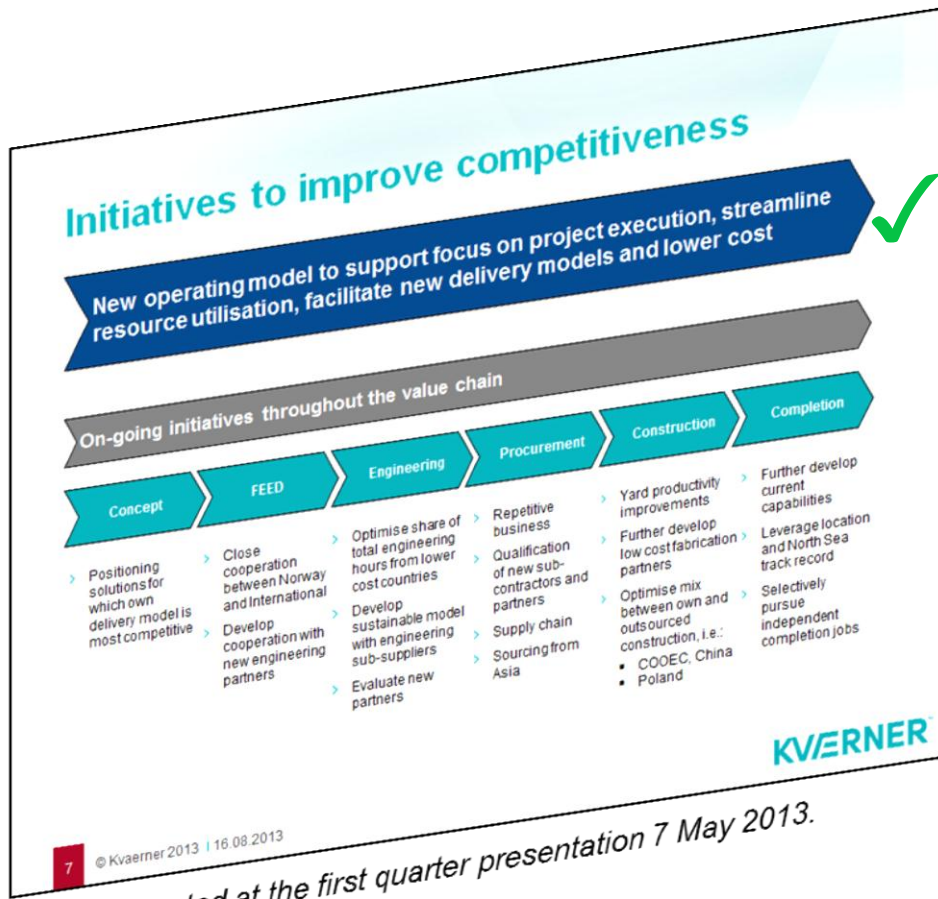 Initiatives to improve competitiveness
New operating model to support focus on project execution, streamline
resource utilisation, facilitate new delivery models and lower cost
On-going initiatives throughout the value chain
Concept
FEED
Engineering
Procurement
Construction
Completion
Positioning
solutions for
which own
delivery model is
most competitive
Close
cooperation
between Norway
and International
Develop
cooperation with
new engineering
partners
Optimise share of
total engineering
hours from lower
cost countries
Develop
sustainable model
with engineering
sub-suppliers
Evaluate new
partners
Repetitive
business
Qualification
of new sub-
contractors and
partners
Supply chain
Sourcing from
Asia
Yard productivity
improvements
Further develop
low cost fabrication
partners
Optimise mix
between own and
outsourced
construction, i.e.:
▪ COOEC, China
▪ Poland
Further develop
current
capabilities
Leverage location
and North Sea
track record
Selectively
pursue
independent
completion jobs
KVÆRNER
7
© Kvaerner 2013 | 16.08.2013
at the first quarter presentation 7 May 2013.